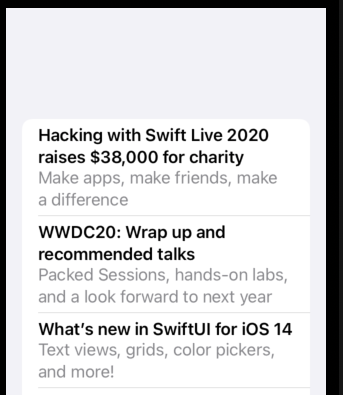 Hacking with Swift Live 2020
raises $38,000 for charity
Make apps, make friends, make
a difference
WWDC20: Wrap up and
recommended talks
Packed Sessions, hands-on labs,
and a look forward to next year
What’s new in SwiftUI for iOS 14
Text views, grids, color pickers,
and more!